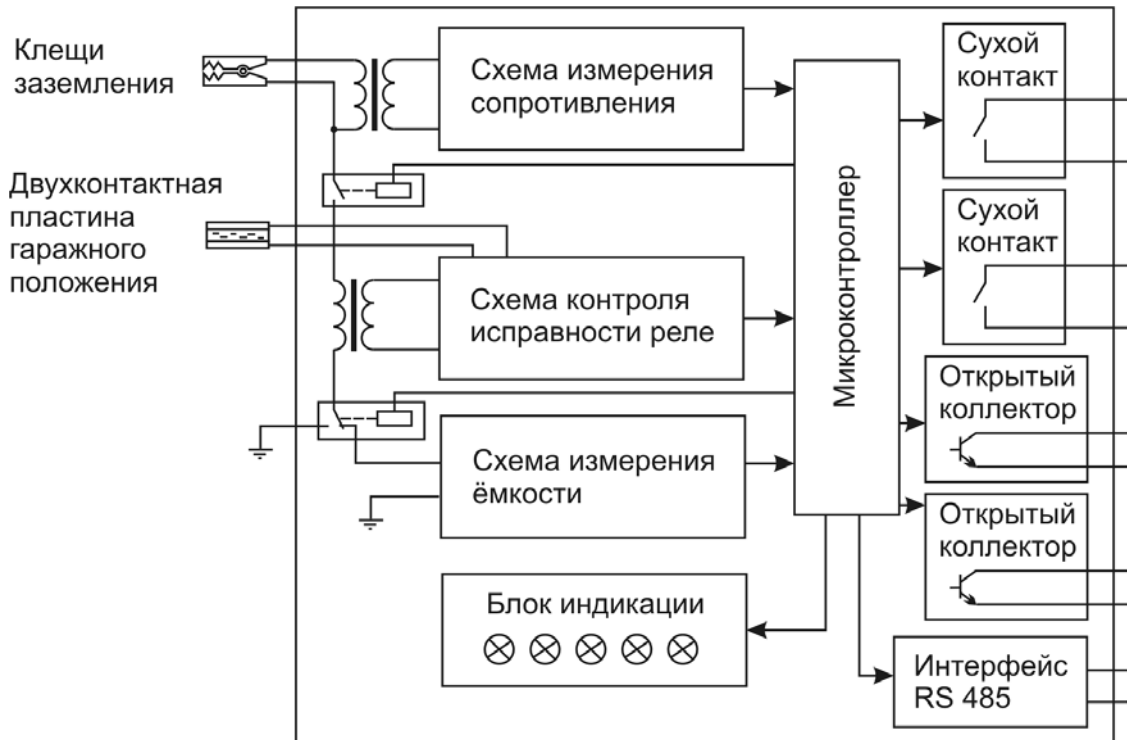 Клещи
заземления
Двухконтактная
пластина
гаражного
положения
Схема измерения
сопротивления
Схема контроля
исправности реле
Схема измерения
ёмкости
Блок индикации
Микроконтроллер
Сухой
контакт
Сухой
контакт
Открытый
коллектор
Открытый
коллектор
Интерфейс
RS 485